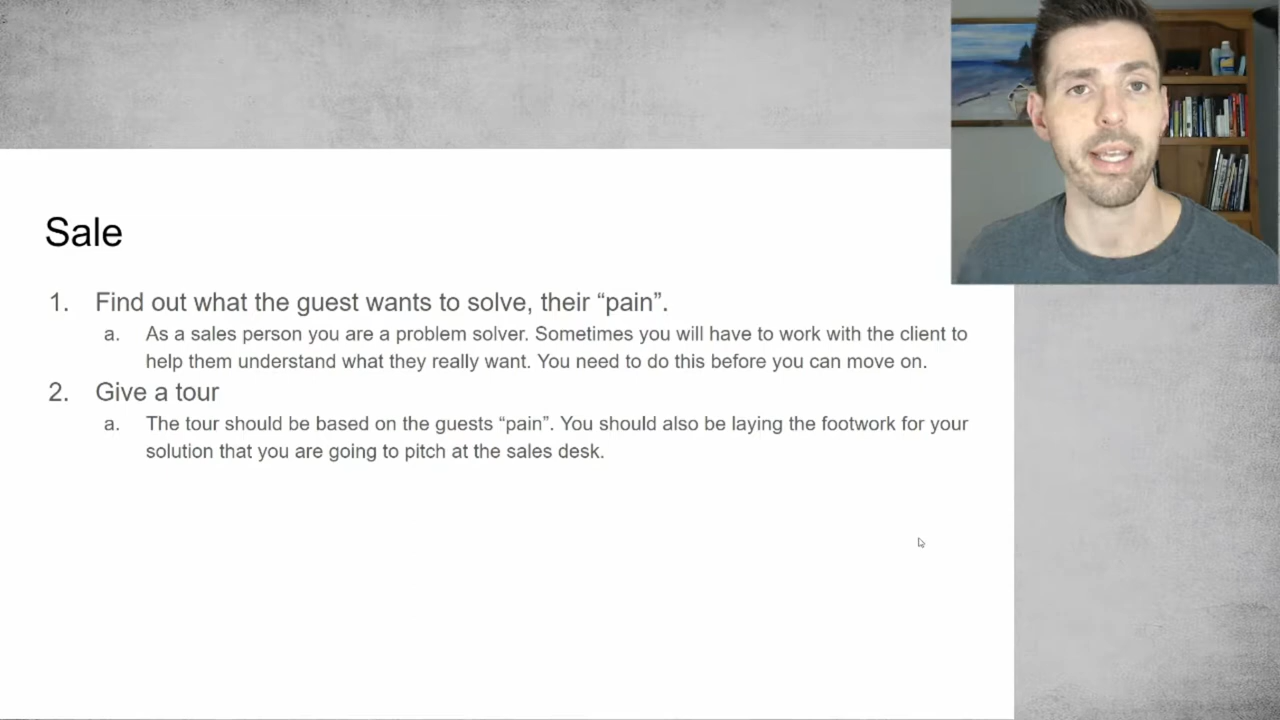 Sale
1. Find out what the guest wants to solve, their “pain”.
a. As a sales person you are a problem solver. Sometimes you will have to work with the client to
help them understand what they really want. You need to do this before you can move on.
2. Give a tour
a. The tour should be based on the guests “pain”. You should also be laying the footwork for your
solution that you are going to pitch at the sales desk.